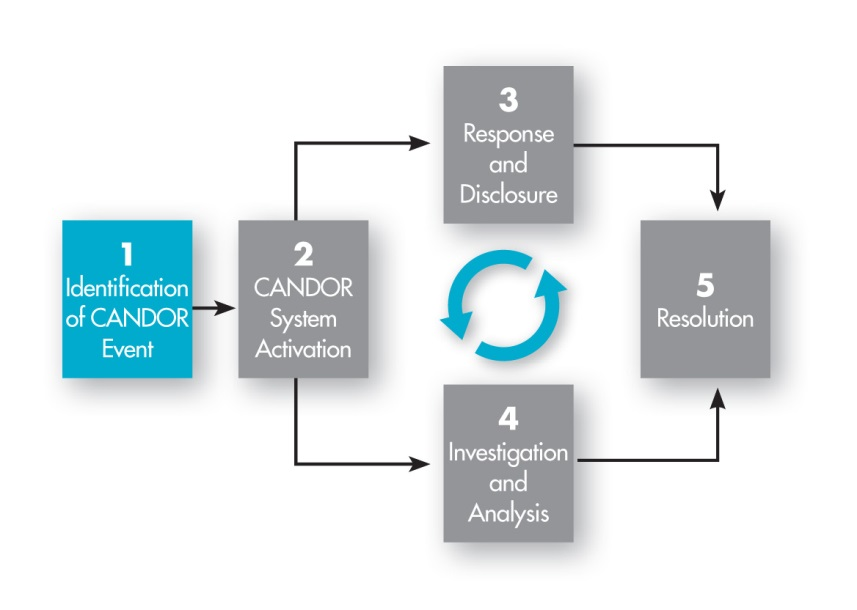 1
Identification
of CANDOR
Event
2
CANDOR
System
Activation
3
Response
and
Disclosure
4
Investigation
and
Analysis
5
Resolution